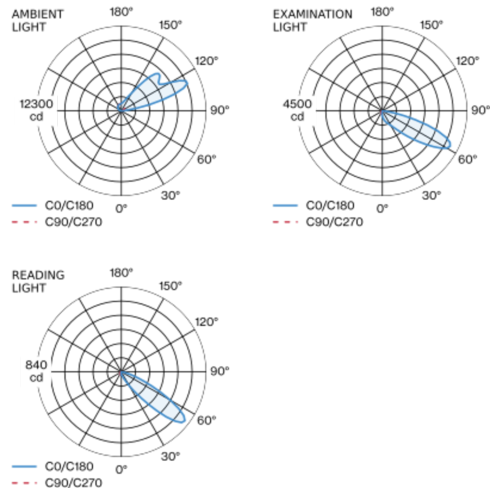 AMBIENT
LIGHT
180°
150°
120°
12300
cd
90°
60°
30°
0°
C0/C180
C90/C270
EXAMINATION
LIGHT
180°
150°
120°
4500
cd
90°
60°
30°
0°
C0/C180
C90/C270
READING
LIGHT
180°
150°
120°
840
cd
90°
60°
30°
0°
C0/C180
C90/C270